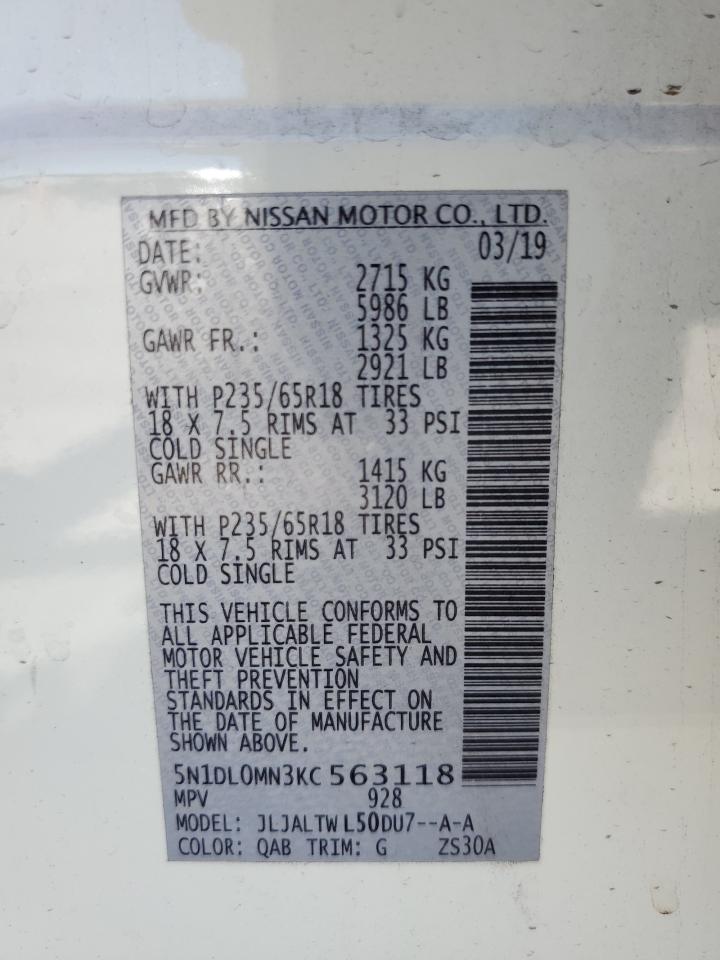 MFD BY NISSAN MOTOR CO., LTD.
DATE: 03/19
GVWR: 2715 KG
5986 LB
GAWR FR.: 1325 KG
2921 LB
WITH P235/65R18 TIRES
18 X 7.5 RIMS AT 33 PSI
COLD SINGLE
GAWR RR.: 1415 KG
3120 LB
WITH P235/65R18 TIRES
18 X 7.5 RIMS AT 33 PSI
COLD SINGLE
THIS VEHICLE CONFORMS TO
ALL APPLICABLE FEDERAL
MOTOR VEHICLE SAFETY AND
THEFT PREVENTION
STANDARDS IN EFFECT ON
THE DATE OF MANUFACTURE
SHOWN ABOVE.
5N1DL0MN3KC 563118
MPV 928
MODEL: JLJALTW L50DU7--A-A
COLOR: QAB TRIM: G ZS30A